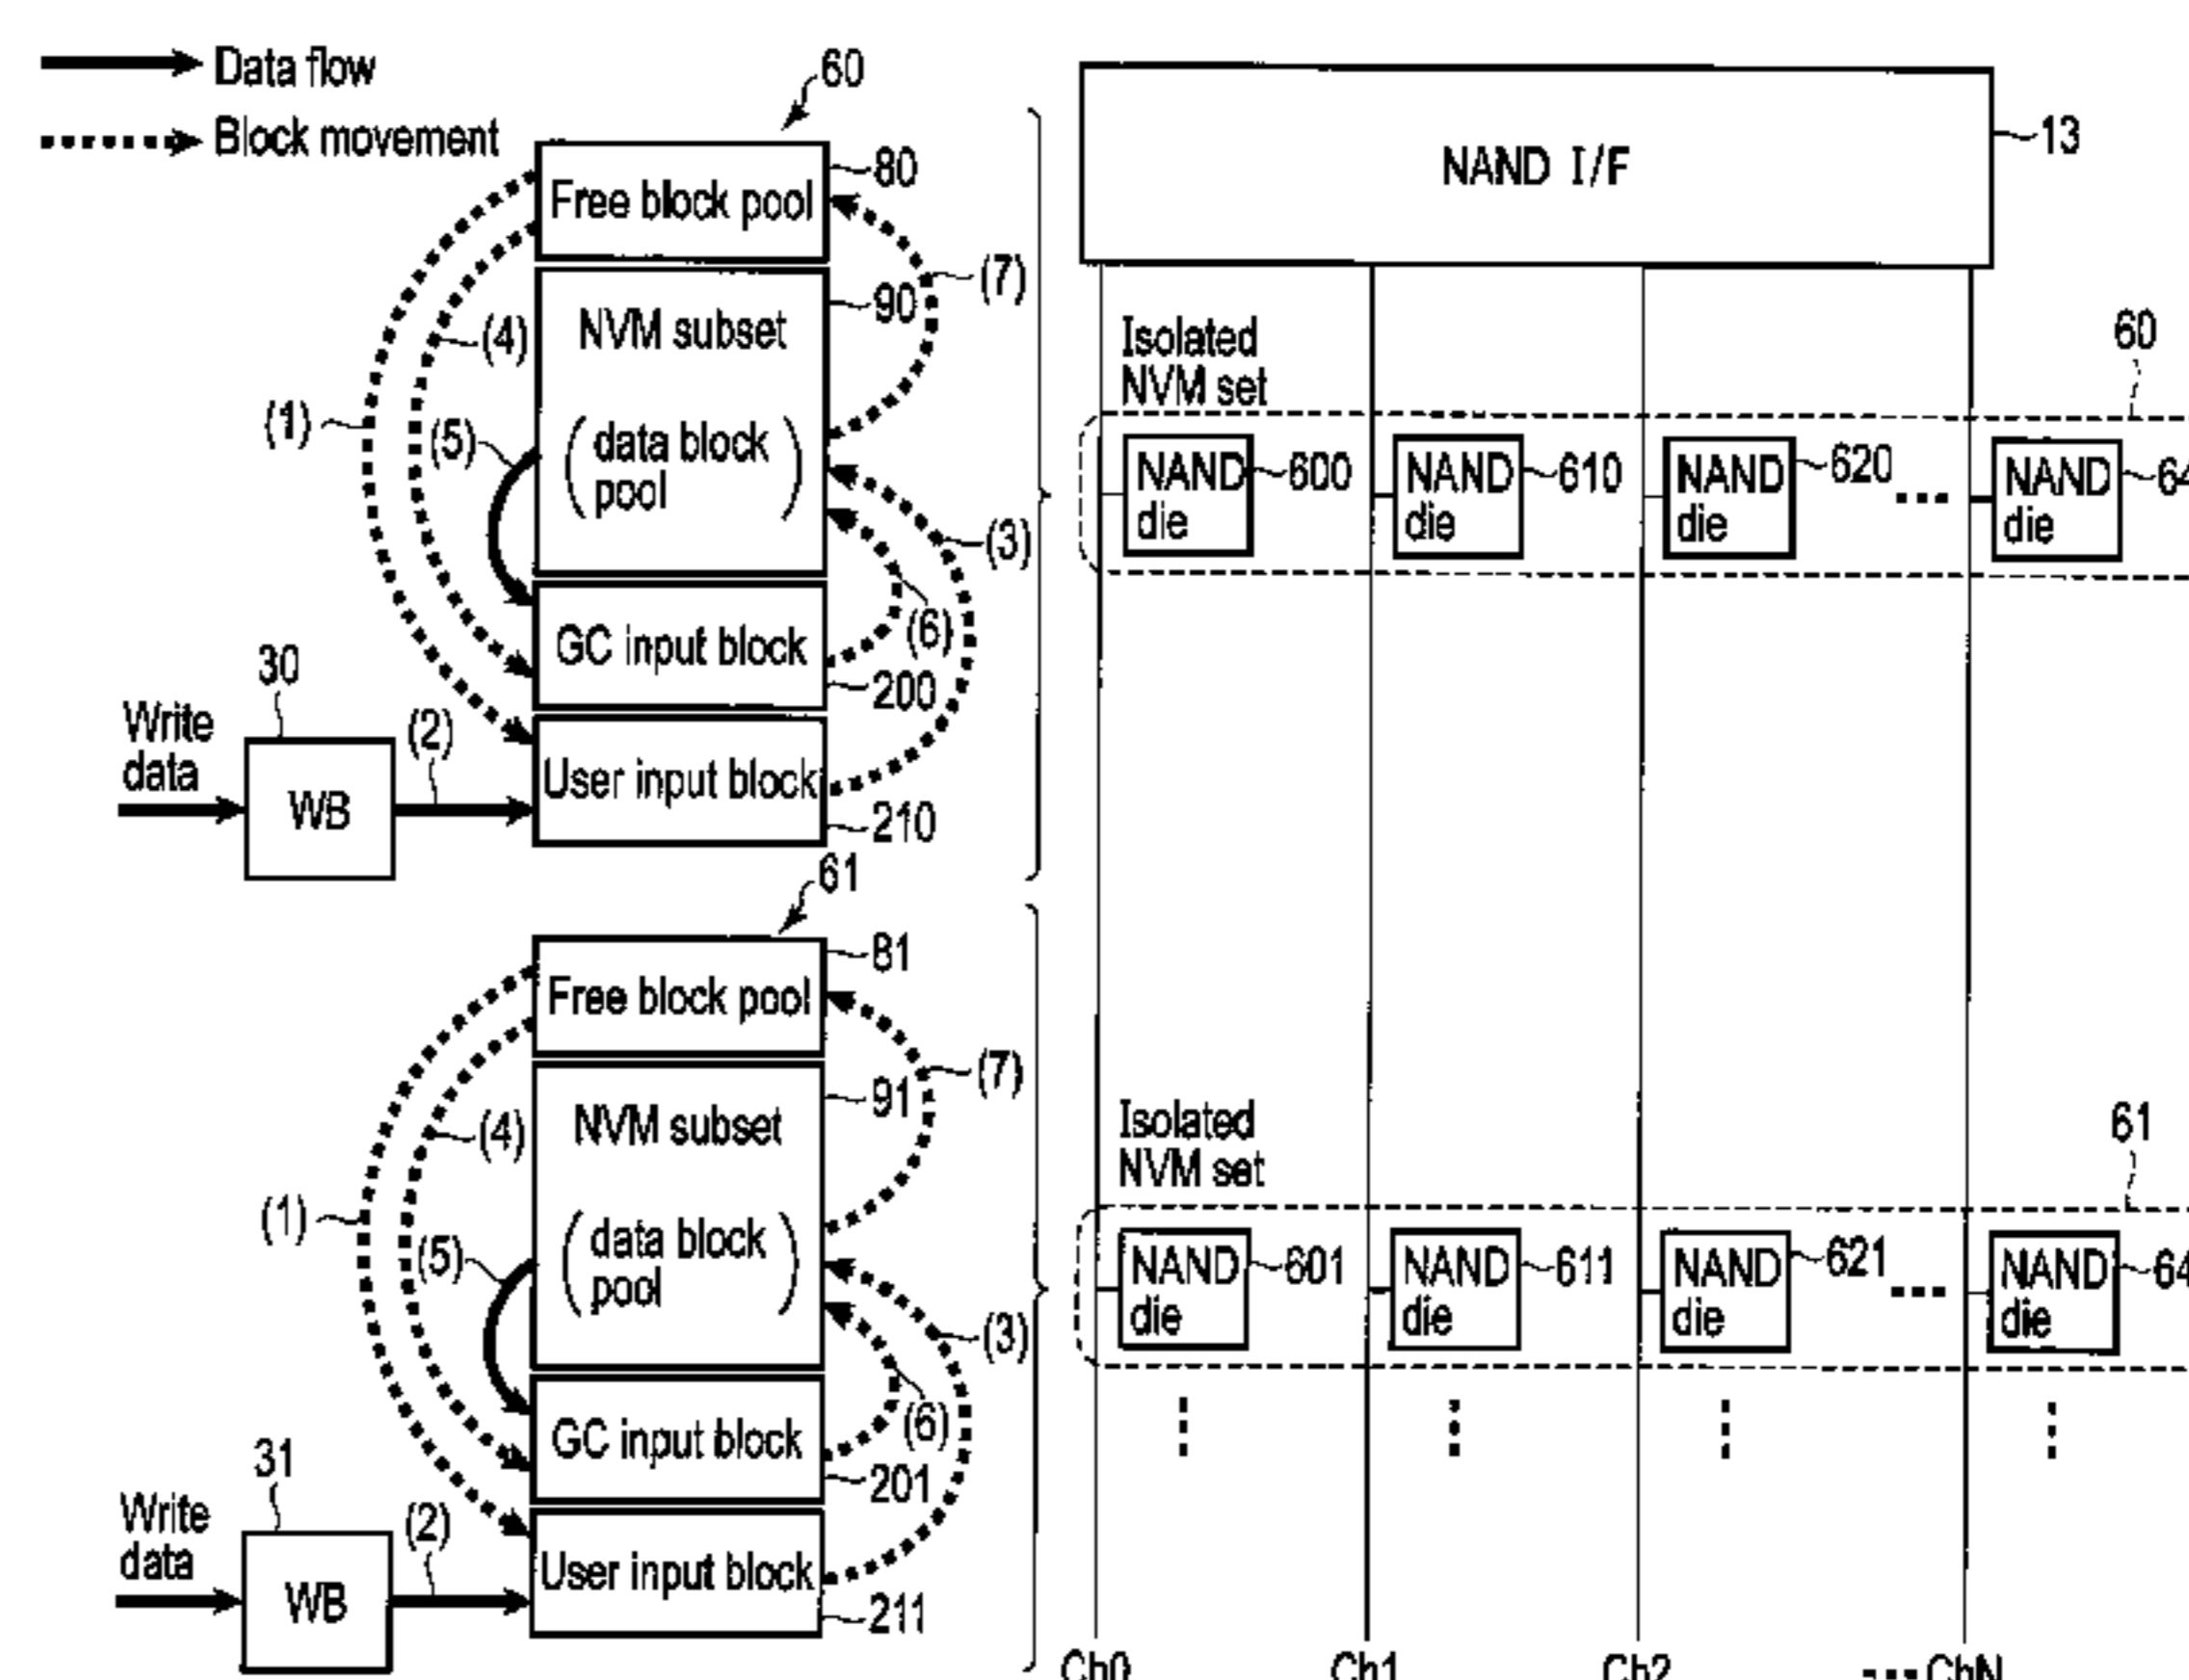 Data flow
Block movement
60
80
Free block pool
(7)
90
NVM subset
(4)
(1)
(5)
data block
pool
(3)
GC input block
(6)
200
30
Write
data
(2)
WB
User input block
210
61
81
Free block pool
(7)
91
NVM subset
(4)
(1)
(5)
data block
pool
(3)
GC input block
(6)
201
31
Write
data
(2)
WB
User input block
211
NAND I/F
13
Isolated
NVM set
60
NAND
die
600
NAND
die
610
NAND
die
620
...
NAND
die
Isolated
NVM set
61
NAND
die
601
NAND
die
611
NAND
die
621
...
NAND
die
Ch0
Ch1
Ch2
...ChN